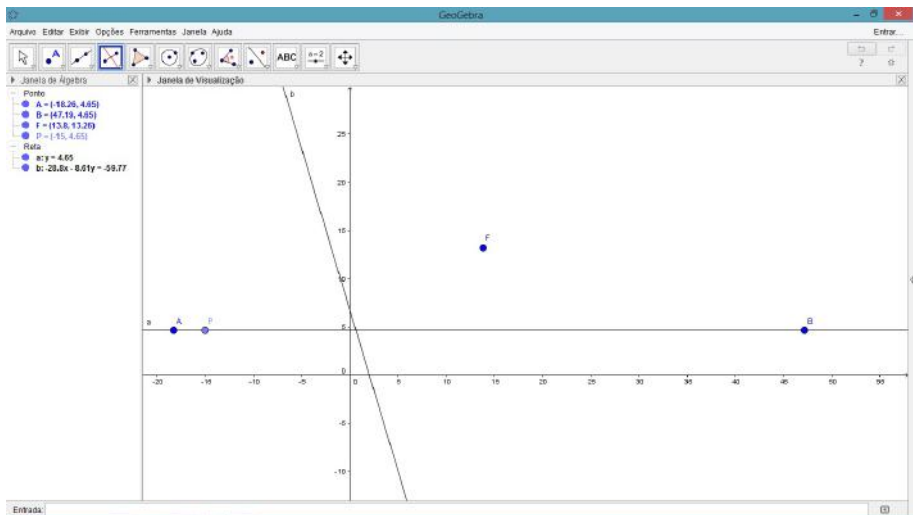 GeoGebra
Arquivo Editar Exibir Opções Ferramentas Janela Ajuda
Entrar...
A
ABC
a=2
?
Janela de Álgebra
Janela de Visualização
Ponto
A = (-18.26, 4.65)
B = (47.19, 4.65)
F = (13.8, 13.26)
P = (-15, 4.65)
Reta
a: y = 4.65
b: -28.8x - 8.61y = -59.77
b
25
20
15
F
10
a
A
P
5
B
0
-20 -15 -10 -5 0 5 10 15 20 25 30 35 40 45 50 55
-5
-10
Entrada: